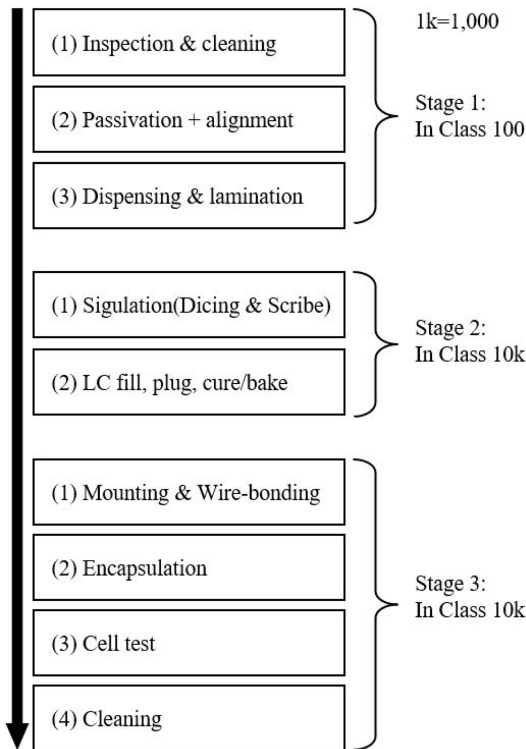 1k=1,000
(1) Inspection & cleaning
(2) Passivation + alignment
(3) Dispensing & lamination
Stage 1:
In Class 100
(1) Sigulation(Dicing & Scribe)
(2) LC fill, plug, cure/bake
Stage 2:
In Class 10k
(1) Mounting & Wire-bonding
(2) Encapsulation
(3) Cell test
(4) Cleaning
Stage 3:
In Class 10k